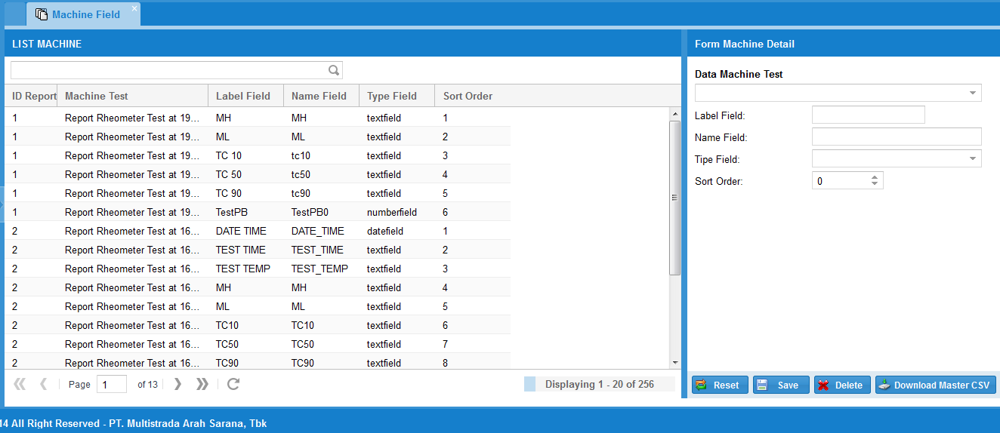 Machine Field
LIST MACHINE
ID Report Machine Test Label Field Name Field Type Field Sort Order
1 Report Rheometer Test at 19... MH MH textfield 1
1 Report Rheometer Test at 19... ML ML textfield 2
1 Report Rheometer Test at 19... TC 10 tc10 textfield 3
1 Report Rheometer Test at 19... TC 50 tc50 textfield 4
1 Report Rheometer Test at 19... TC 90 tc90 textfield 5
1 Report Rheometer Test at 19... TestPB TestPB0 numberfield 6
2 Report Rheometer Test at 16... DATE TIME DATE_TIME datefield 1
2 Report Rheometer Test at 16... TEST TIME TEST_TIME textfield 2
2 Report Rheometer Test at 16... TEST TEMP TEST_TEMP textfield 3
2 Report Rheometer Test at 16... MH MH textfield 4
2 Report Rheometer Test at 16... ML ML textfield 5
2 Report Rheometer Test at 16... TC10 TC10 textfield 6
2 Report Rheometer Test at 16... TC50 TC50 textfield 7
2 Report Rheometer Test at 16... TC90 TC90 textfield 8
Page 1 of 13 Displaying 1 - 20 of 256
Form Machine Detail
Data Machine Test
Label Field:
Name Field:
Tipe Field:
Sort Order: 0
Reset Save Delete Download Master CSV
14 All Right Reserved - PT. Multistrada Arah Sarana, Tbk